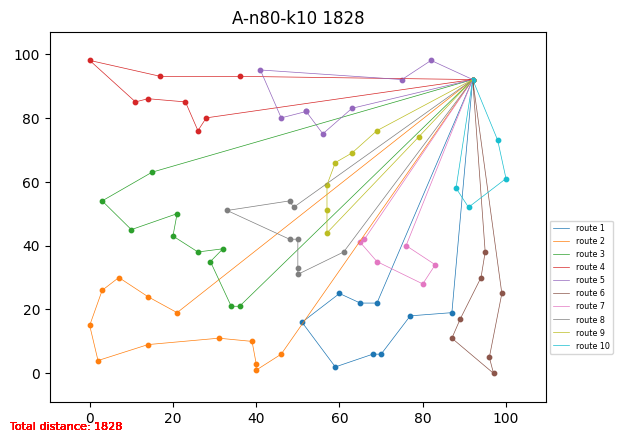 A-n80-k10 1828
100
80
60
40
20
0
0
20
40
60
80
100
route 1
route 2
route 3
route 4
route 5
route 6
route 7
route 8
route 9
route 10
Total distance: 1828